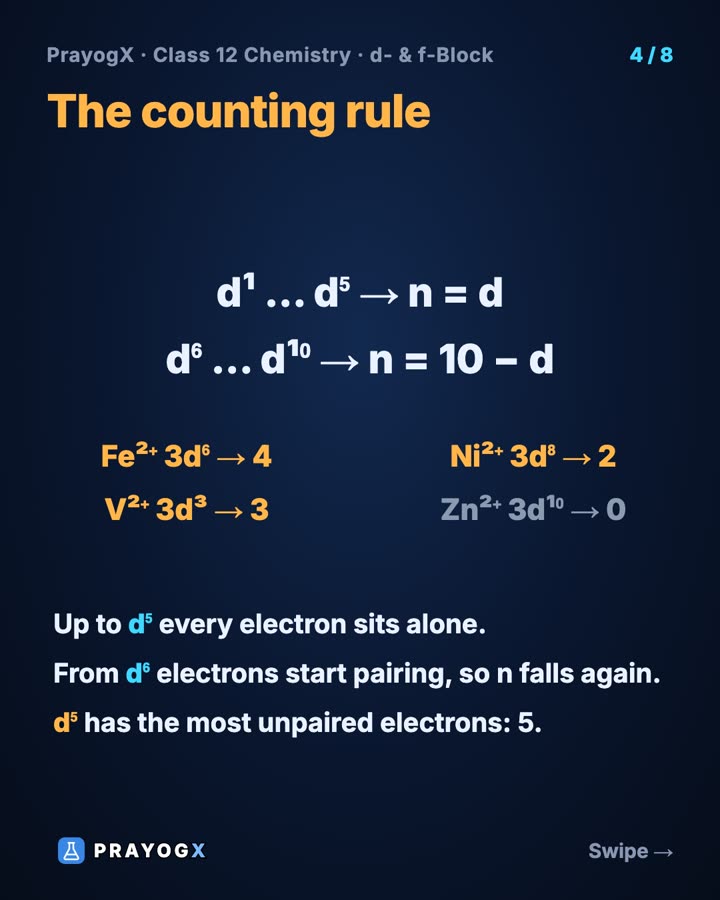 PrayogX · Class 12 Chemistry · d- & f-Block 4 / 8
The counting rule
d¹ … d⁵ → n = d
d⁶ … d¹⁰ → n = 10 − d
Fe²⁺ 3d⁶ → 4 Ni²⁺ 3d⁸ → 2
V²⁺ 3d³ → 3 Zn²⁺ 3d¹⁰ → 0
Up to d⁵ every electron sits alone.
From d⁶ electrons start pairing, so n falls again.
d⁵ has the most unpaired electrons: 5.
PRAYOGX Swipe →